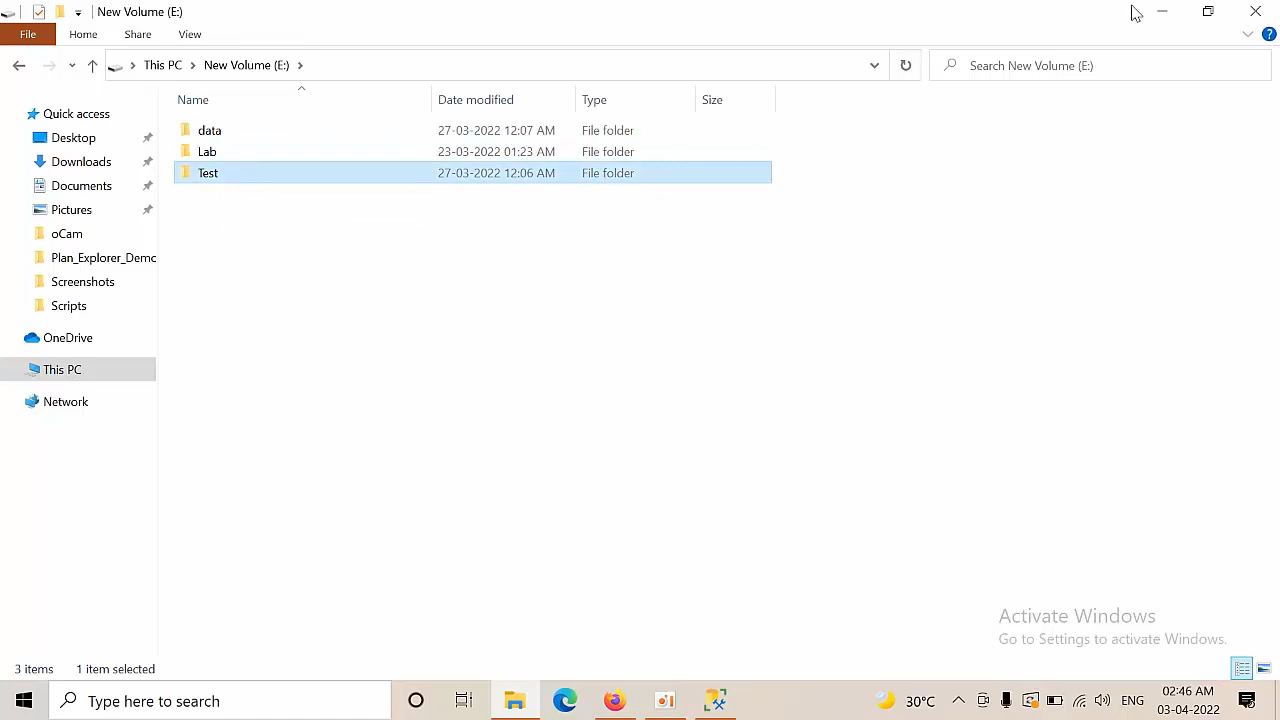 New Volume (E:)
File Home Share View
This PC New Volume (E:) Search New Volume (E:)
Name Date modified Type Size
data 27-03-2022 12:07 AM File folder
Lab 23-03-2022 01:23 AM File folder
Test 27-03-2022 12:06 AM File folder
Quick access
Desktop
Downloads
Documents
Pictures
oCam
Plan_Explorer_Demo
Screenshots
Scripts
OneDrive
This PC
Network
Activate Windows
Go to Settings to activate Windows.
3 items 1 item selected
Type here to search
30°C ENG
02:46 AM
03-04-2022